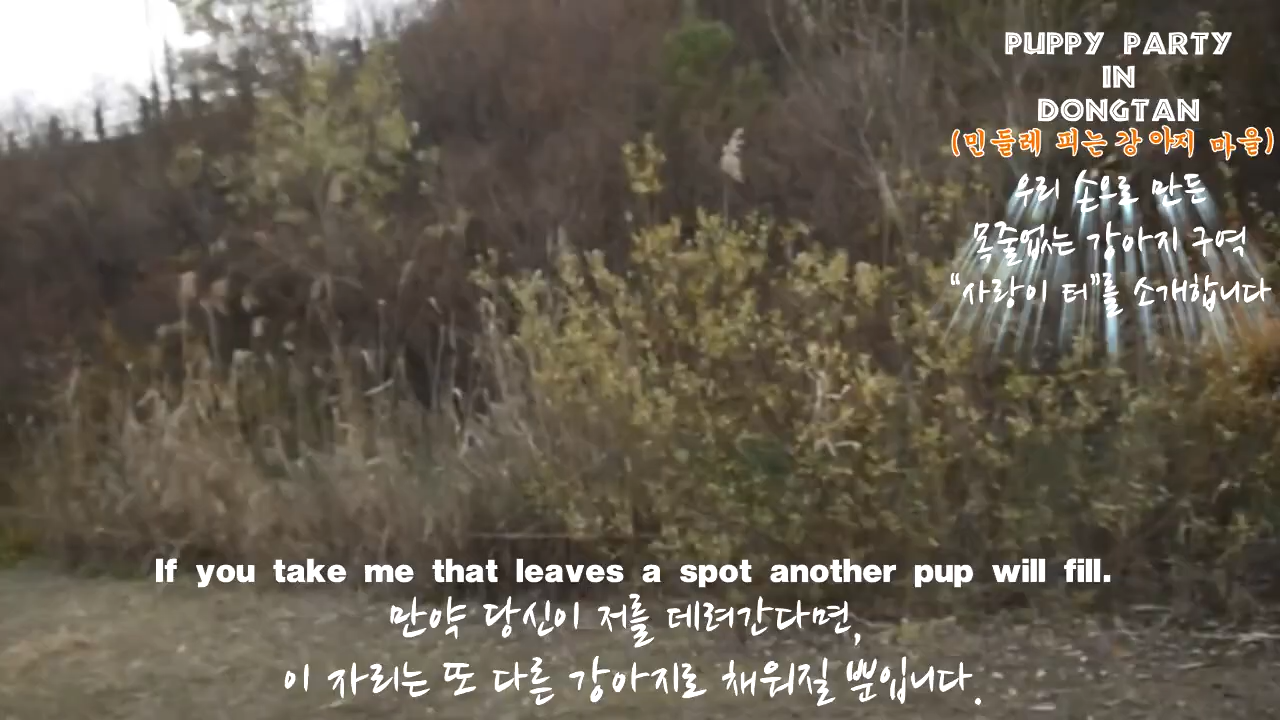 PUPPY PARTY
IN
DONGTAN
(민들레 피는 강아지 마을)
우리 손으로 만든
목줄없는 강아지 구역
"사랑이 터"를 소개합니다
If you take me that leaves a spot another pup will fill.
만약 당신이 저를 데려간다면,
이 자리는 또 다른 강아지로 채워질 뿐입니다.